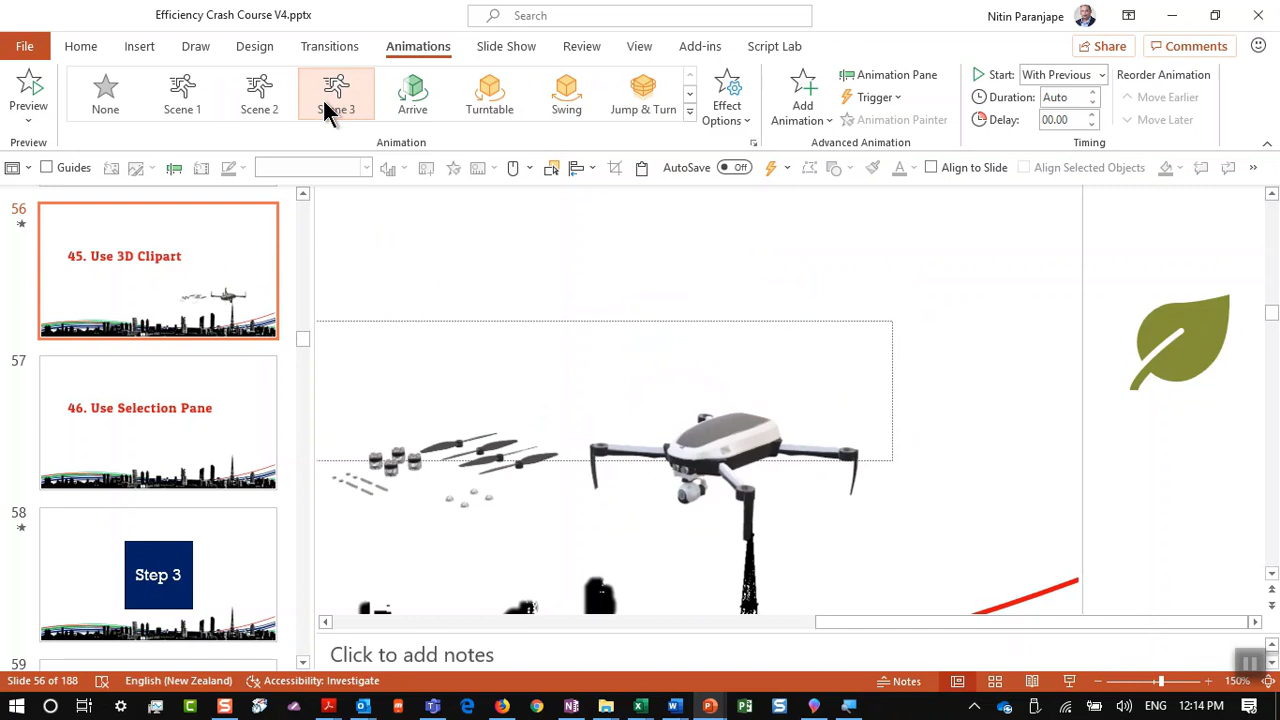 Efficiency Crash Course V4.pptx
Search
Nitin Paranjape
File
Home
Insert
Draw
Design
Transitions
Animations
Slide Show
Review
View
Add-ins
Script Lab
Share
Comments
Preview
None
Scene 1
Scene 2
Scene 3
Arrive
Turntable
Swing
Jump & Turn
Effect
Options
Add
Animation
Animation Pane
Trigger
Animation Painter
Start: With Previous
Duration: Auto
Delay: 00.00
Reorder Animation
Move Earlier
Move Later
Preview
Animation
Advanced Animation
Timing
Guides
AutoSave
Off
Align to Slide
Align Selected Objects
56
45. Use 3D Clipart
57
46. Use Selection Pane
58
Step 3
59
Click to add notes
Slide 56 of 188
English (New Zealand)
Accessibility: Investigate
Notes
150%
ENG
12:14 PM